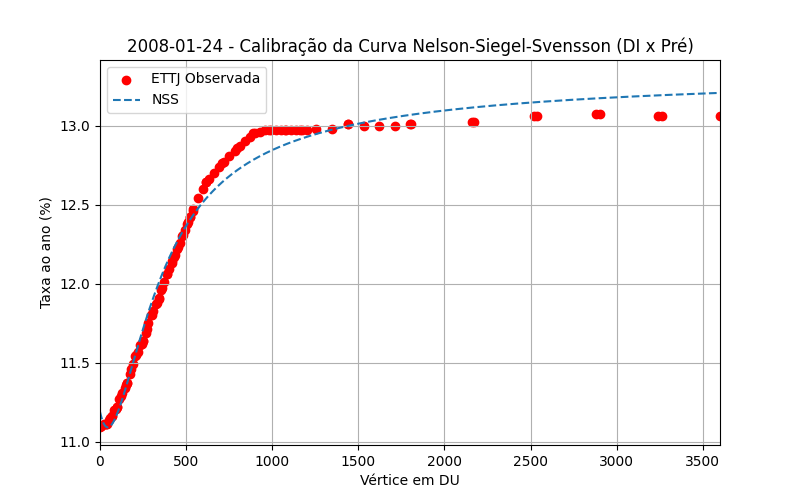 2008-01-24 - Calibração da Curva Nelson-Siegel-Svensson (DI x Pré)
ETTJ Observada
NSS
Taxa ao ano (%)
13.0
12.5
12.0
11.5
11.0
0 500 1000 1500 2000 2500 3000 3500
Vértice em DU